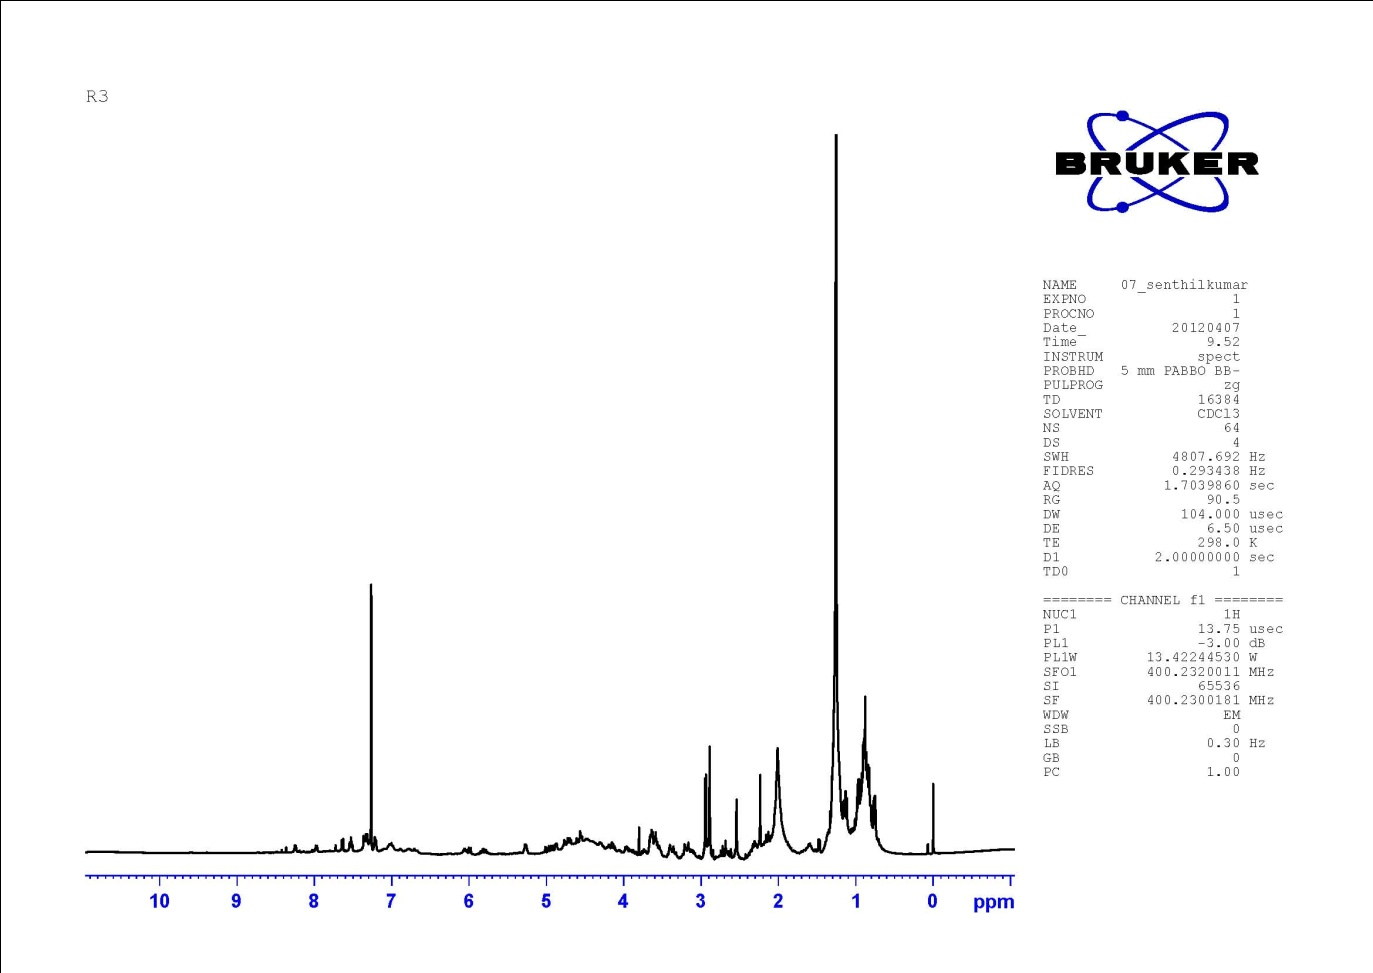 R3
BRUKER
NAME 07_senthilkumar
EXPNO 1
PROCNO 1
Date_ 20120407
Time 9.52
INSTRUM spect
PROBHD 5 mm PABBO BB-
PULPROG zg
TD 16384
SOLVENT CDCl3
NS 64
DS 4
SWH 4807.692 Hz
FIDRES 0.293438 Hz
AQ 1.7039860 sec
RG 90.5
DW 104.000 usec
DE 6.50 usec
TE 298.0 K
D1 2.00000000 sec
TD0 1
======== CHANNEL f1 ========
NUC1 1H
P1 13.75 usec
PL1 -3.00 dB
PL1W 13.42244530 W
SFO1 400.2320011 MHz
SI 65536
SF 400.2300181 MHz
WDW EM
SSB 0
LB 0.30 Hz
GB 0
PC 1.00
10 9 8 7 6 5 4 3 2 1 0 ppm